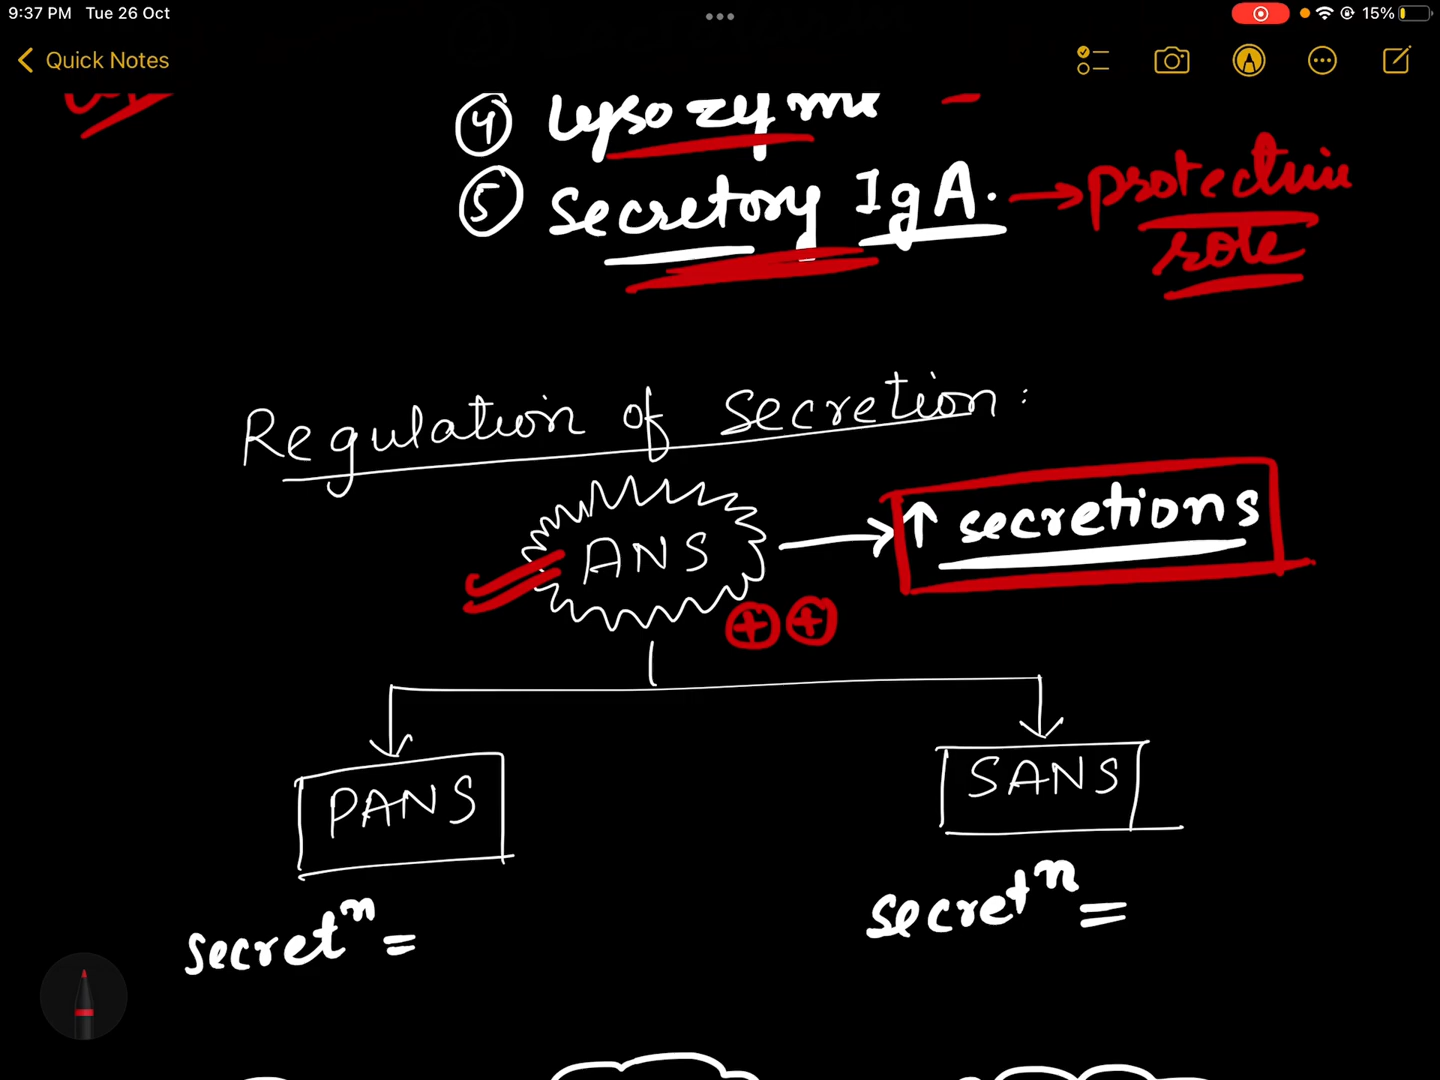 9:37 PM Tue 26 Oct
15%
Quick Notes
4 Lysozyme -
5 Secretory IgA. → protective role
Regulation of secretion:
ANS → ↑ secretions
⊕ ⊕
PANS
SANS
secretⁿ =
secretⁿ =